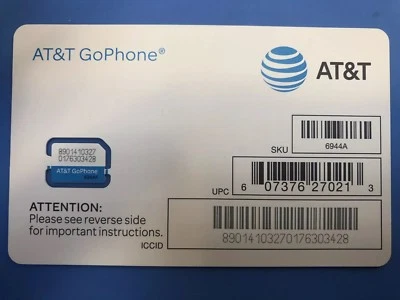 AT&T GoPhone®
AT&T
8901410327
0176303428
AT&T GoPhone
SKU
6944A
UPC 6 07376 27021 3
ATTENTION:
Please see reverse side
for important instructions.
ICCID
89014103270176303428